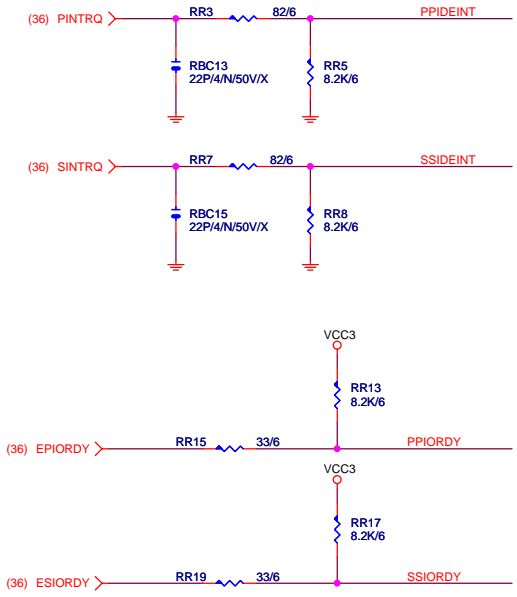 (36) PINTRQ RR3 82/6 PPIDEINT
RBC13
22P/4/N/50V/X
RR5
8.2K/6
(36) SINTRQ RR7 82/6 SSIDEINT
RBC15
22P/4/N/50V/X
RR8
8.2K/6
VCC3
RR13
8.2K/6
(36) EPIORDY RR15 33/6 PPIORDY
VCC3
RR17
8.2K/6
(36) ESIORDY RR19 33/6 SSIORDY